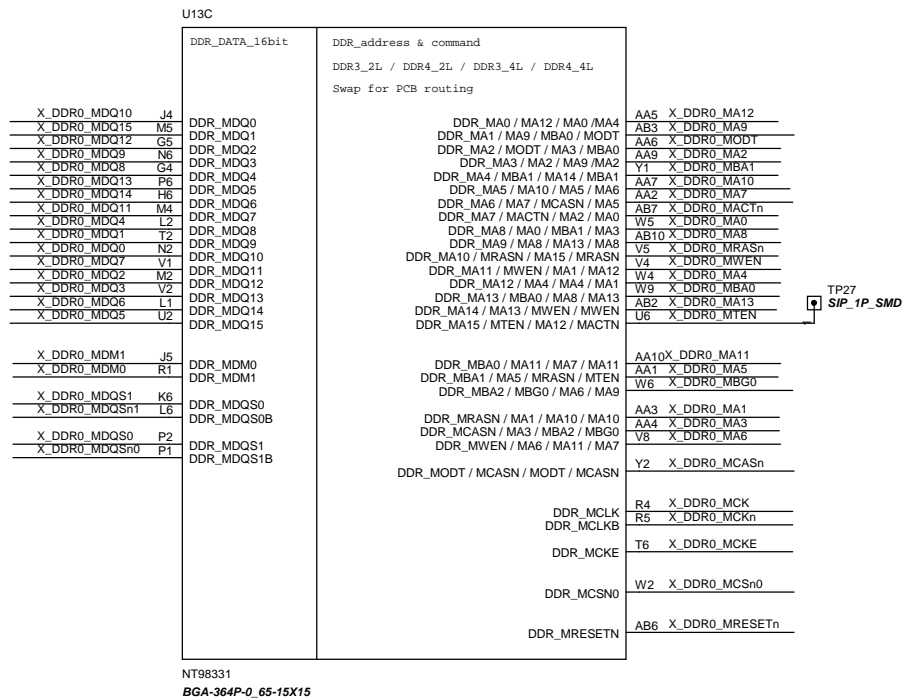 U13C
DDR_DATA_16bit
DDR_address & command
DDR3_2L / DDR4_2L / DDR3_4L / DDR4_4L
Swap for PCB routing
X_DDR0_MDQ10 J4 DDR_MDQ0
X_DDR0_MDQ15 M5 DDR_MDQ1
X_DDR0_MDQ12 G5 DDR_MDQ2
X_DDR0_MDQ9 N6 DDR_MDQ3
X_DDR0_MDQ8 G4 DDR_MDQ4
X_DDR0_MDQ13 P6 DDR_MDQ5
X_DDR0_MDQ14 H6 DDR_MDQ6
X_DDR0_MDQ11 M4 DDR_MDQ7
X_DDR0_MDQ4 L2 DDR_MDQ8
X_DDR0_MDQ1 T2 DDR_MDQ9
X_DDR0_MDQ0 N2 DDR_MDQ10
X_DDR0_MDQ7 V1 DDR_MDQ11
X_DDR0_MDQ2 M2 DDR_MDQ12
X_DDR0_MDQ3 V2 DDR_MDQ13
X_DDR0_MDQ6 L1 DDR_MDQ14
X_DDR0_MDQ5 U2 DDR_MDQ15
X_DDR0_MDM1 J5 DDR_MDM0
X_DDR0_MDM0 R1 DDR_MDM1
X_DDR0_MDQS1 K6 DDR_MDQS0
X_DDR0_MDQSn1 L6 DDR_MDQS0B
X_DDR0_MDQS0 P2 DDR_MDQS1
X_DDR0_MDQSn0 P1 DDR_MDQS1B
DDR_MA0 / MA12 / MA0 /MA4 AA5 X_DDR0_MA12
DDR_MA1 / MA9 / MBA0 / MODT AB3 X_DDR0_MA9
DDR_MA2 / MODT / MA3 / MBA0 AA6 X_DDR0_MODT
DDR_MA3 / MA2 / MA9 /MA2 AA9 X_DDR0_MA2
DDR_MA4 / MBA1 / MA14 / MBA1 Y1 X_DDR0_MBA1
DDR_MA5 / MA10 / MA5 / MA6 AA7 X_DDR0_MA10
DDR_MA6 / MA7 / MCASN / MA5 AA2 X_DDR0_MA7
DDR_MA7 / MACTN / MA2 / MA0 AB7 X_DDR0_MACTn
DDR_MA8 / MA0 / MBA1 / MA3 W5 X_DDR0_MA0
DDR_MA9 / MA8 / MA13 / MA8 AB10 X_DDR0_MA8
DDR_MA10 / MRASN / MA15 / MRASN V5 X_DDR0_MRASn
DDR_MA11 / MWEN / MA1 / MA12 V4 X_DDR0_MWEN
DDR_MA12 / MA4 / MA4 / MA1 W4 X_DDR0_MA4
DDR_MA13 / MBA0 / MA8 / MA13 W9 X_DDR0_MBA0
DDR_MA14 / MA13 / MWEN / MWEN AB2 X_DDR0_MA13
DDR_MA15 / MTEN / MA12 / MACTN U6 X_DDR0_MTEN
TP27
SIP_1P_SMD
DDR_MBA0 / MA11 / MA7 / MA11 AA10 X_DDR0_MA11
DDR_MBA1 / MA5 / MRASN / MTEN AA1 X_DDR0_MA5
DDR_MBA2 / MBG0 / MA6 / MA9 W6 X_DDR0_MBG0
DDR_MRASN / MA1 / MA10 / MA10 AA3 X_DDR0_MA1
DDR_MCASN / MA3 / MBA2 / MBG0 AA4 X_DDR0_MA3
DDR_MWEN / MA6 / MA11 / MA7 V8 X_DDR0_MA6
DDR_MODT / MCASN / MODT / MCASN Y2 X_DDR0_MCASn
DDR_MCLK R4 X_DDR0_MCK
DDR_MCLKB R5 X_DDR0_MCKn
DDR_MCKE T6 X_DDR0_MCKE
DDR_MCSN0 W2 X_DDR0_MCSn0
DDR_MRESETN AB6 X_DDR0_MRESETn
NT98331
BGA-364P-0_65-15X15